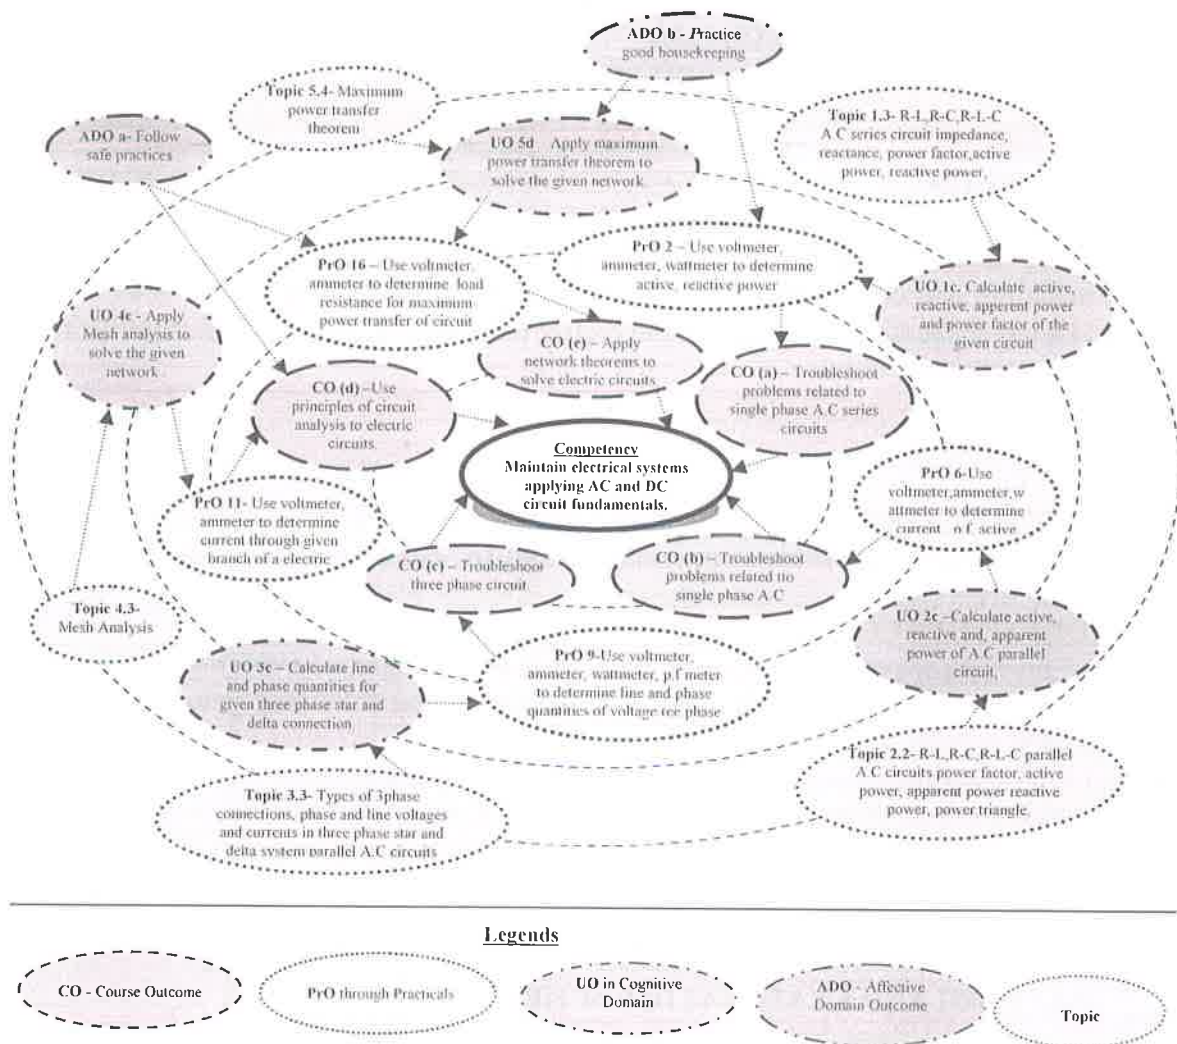 ADO b - Practice
good housekeeping
Topic 5.4- Maximum
power transfer
theorem
Topic 1.3- R-L,R-C,R-L-C
A.C series circuit impedance,
reactance, power factor,active
power, reactive power,
ADO a- Follow
safe practices
UO 5d Apply maximum
power transfer theorem to
solve the given network
PrO 16 – Use voltmeter,
ammeter to determine load
resistance for maximum
power transfer of circuit
PrO 2 – Use voltmeter,
ammeter, wattmeter to determine
active, reactive power
UO 1c. Calculate active,
reactive, apperent power
and power factor of the
given circuit
UO 4c - Apply
Mesh analysis to
solve the given
network
CO (e) – Apply
network theorems to
solve electric circuits
CO (d) –Use
principles of circuit
analysis to electric
circuits.
CO (a) – Troubleshoot
problems related to
single phase A.C series
circuits
Competency
Maintain electrical systems
applying AC and DC
circuit fundamentals.
PrO 6-Use
voltmeter,ammeter,w
attmeter to determine
current p.f. active
PrO 11- Use voltmeter,
ammeter to determine
current through given
branch of a electric
CO (c) – Troubleshoot
three phase circuit
CO (b) – Troubleshoot
problems related to
single phase A.C
Topic 4.3-
Mesh Analysis
UO 2c –Calculate active,
reactive and, apparent
power of A.C parallel
circuit.
UO 3c – Calculate line
and phase quantities for
given three phase star and
delta connection
PrO 9-Use voltmeter,
ammeter, wattmeter, p.f meter
to determine line and phase
quantities of voltage ree phase
Topic 2.2- R-L,R-C,R-L-C parallel
A.C circuits power factor, active
power, apparent power reactive
power, power triangle.
Topic 3.3- Types of 3phase
connections, phase and line voltages
and currents in three phase star and
delta system parallel A.C circuits
Legends
CO - Course Outcome
PrO through Practicals
UO in Cognitive
Domain
ADO - Affective
Domain Outcome
Topic